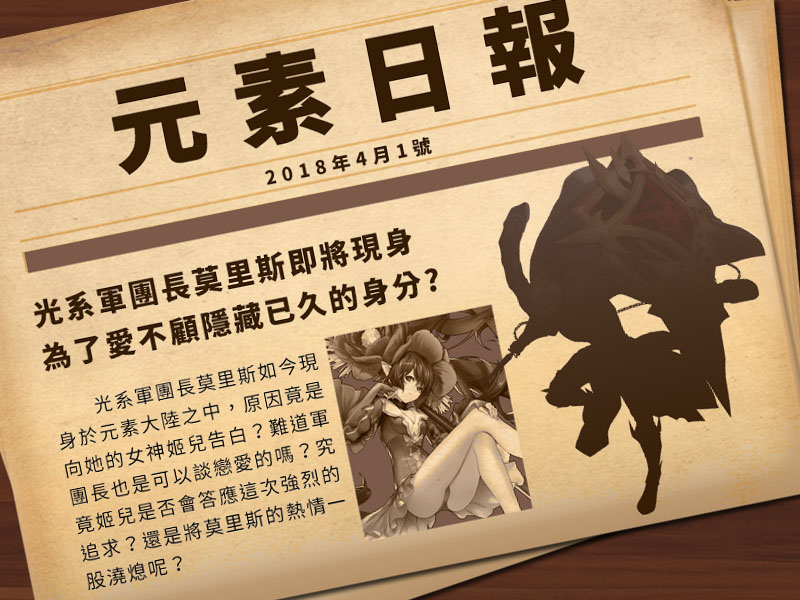 元素日報
2018年4月1號
光系軍團長莫里斯即將現身
為了愛不顧隱藏已久的身分?
光系軍團長莫里斯如今現
身於元素大陸之中，原因竟是
向她的女神姬兒告白？難道軍
團長也是可以談戀愛的嗎？究
竟姬兒是否會答應這次強烈的
追求？還是將莫里斯的熱情一
股澆熄呢？